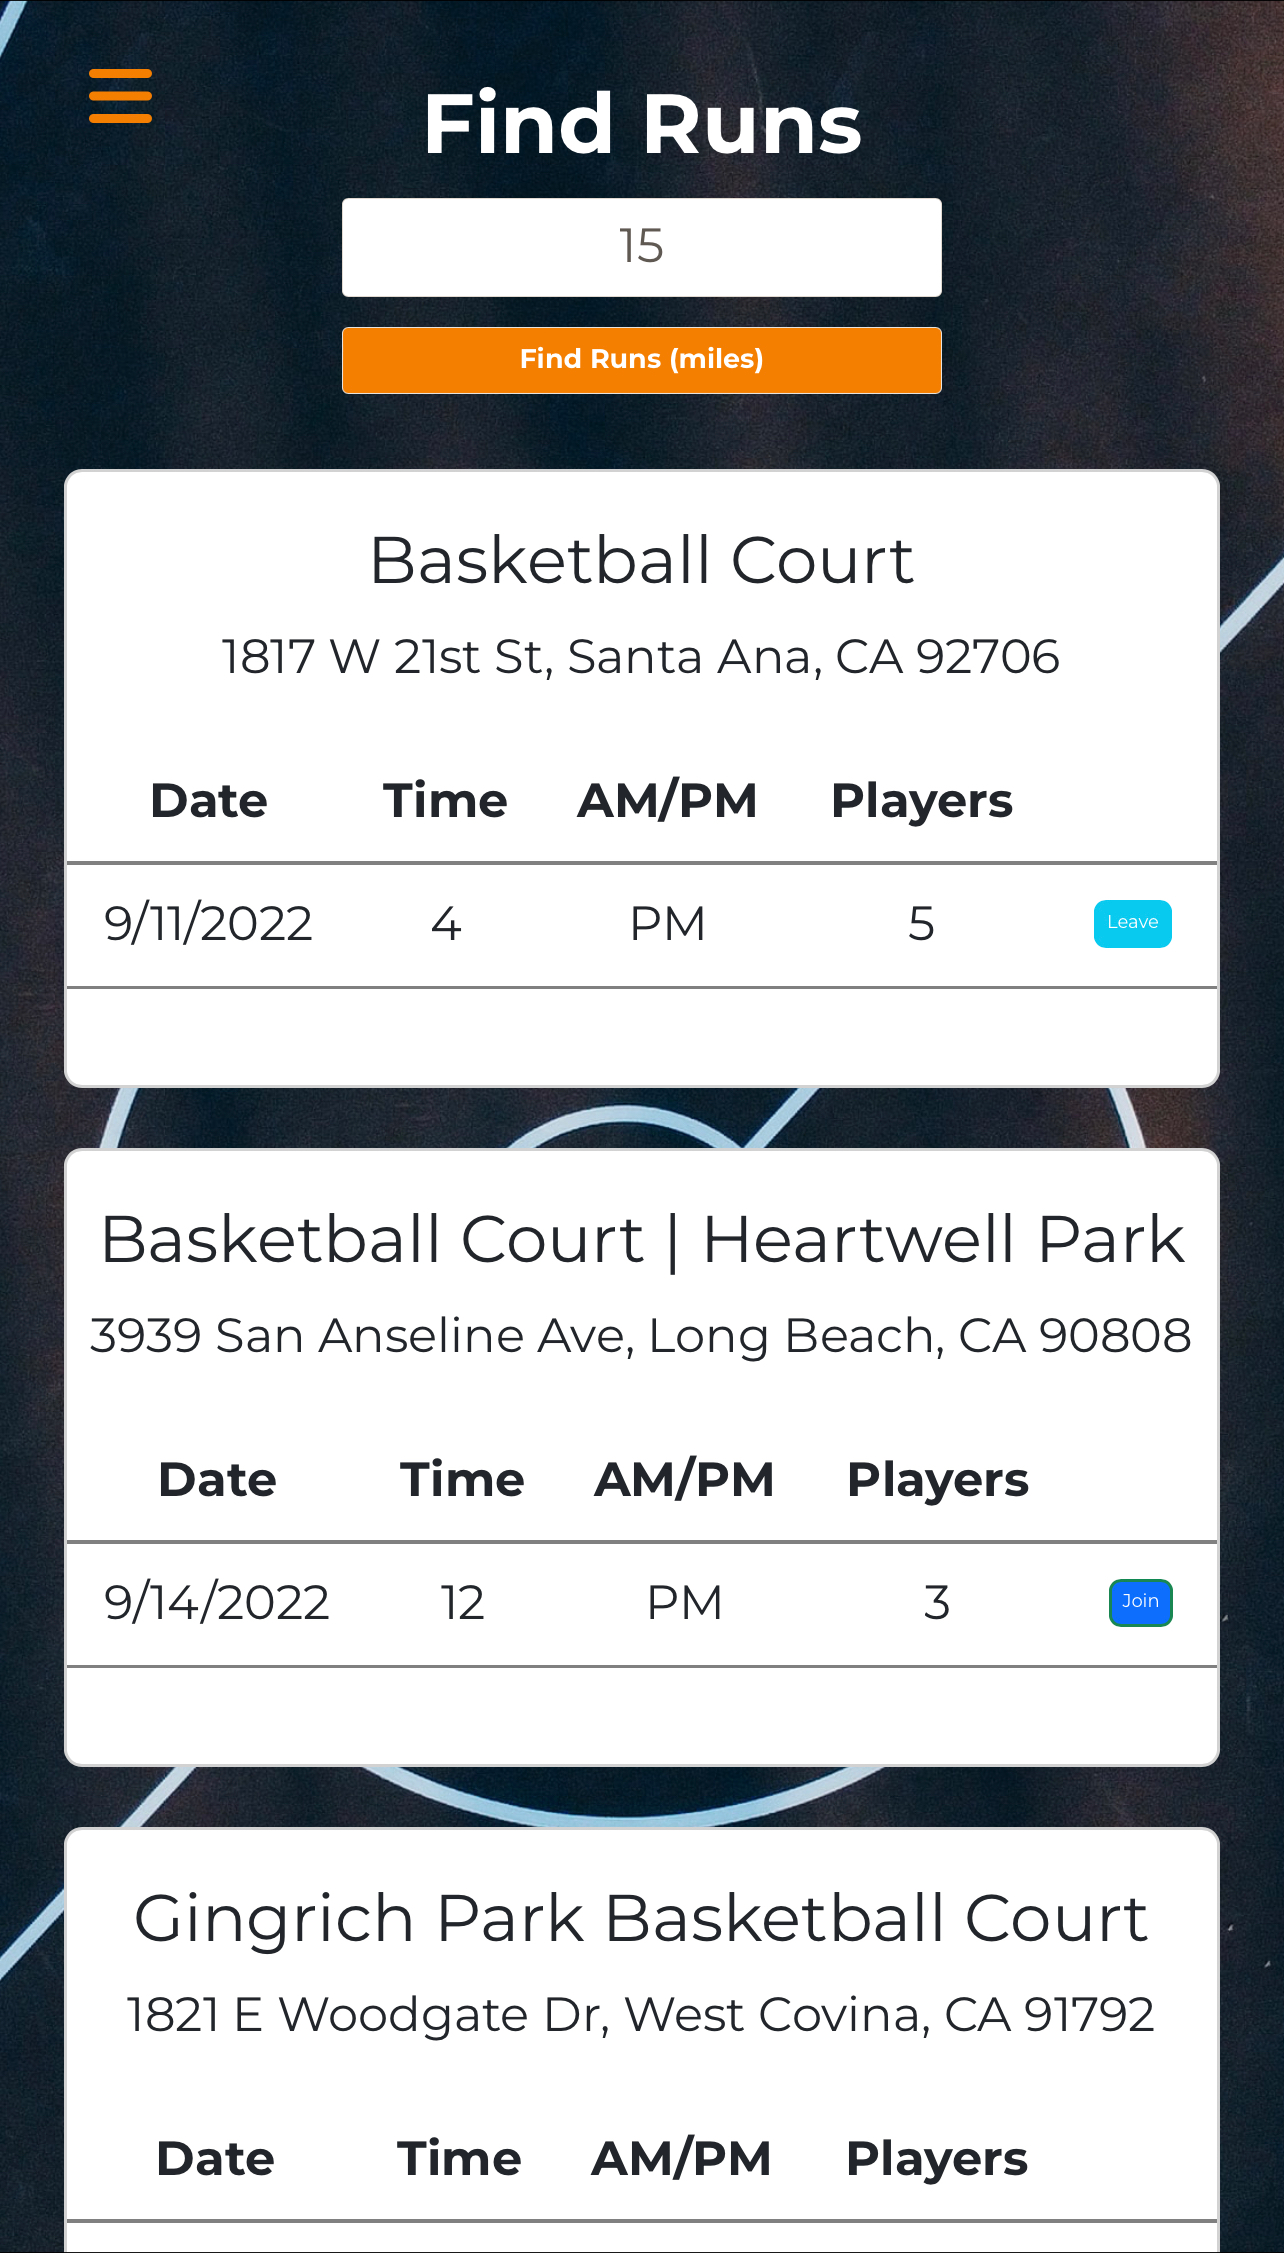 Find Runs
15
Find Runs (miles)
Basketball Court
1817 W 21st St, Santa Ana, CA 92706
Date Time AM/PM Players
9/11/2022 4 PM 5 Leave
Basketball Court | Heartwell Park
3939 San Anseline Ave, Long Beach, CA 90808
Date Time AM/PM Players
9/14/2022 12 PM 3 Join
Gingrich Park Basketball Court
1821 E Woodgate Dr, West Covina, CA 91792
Date Time AM/PM Players